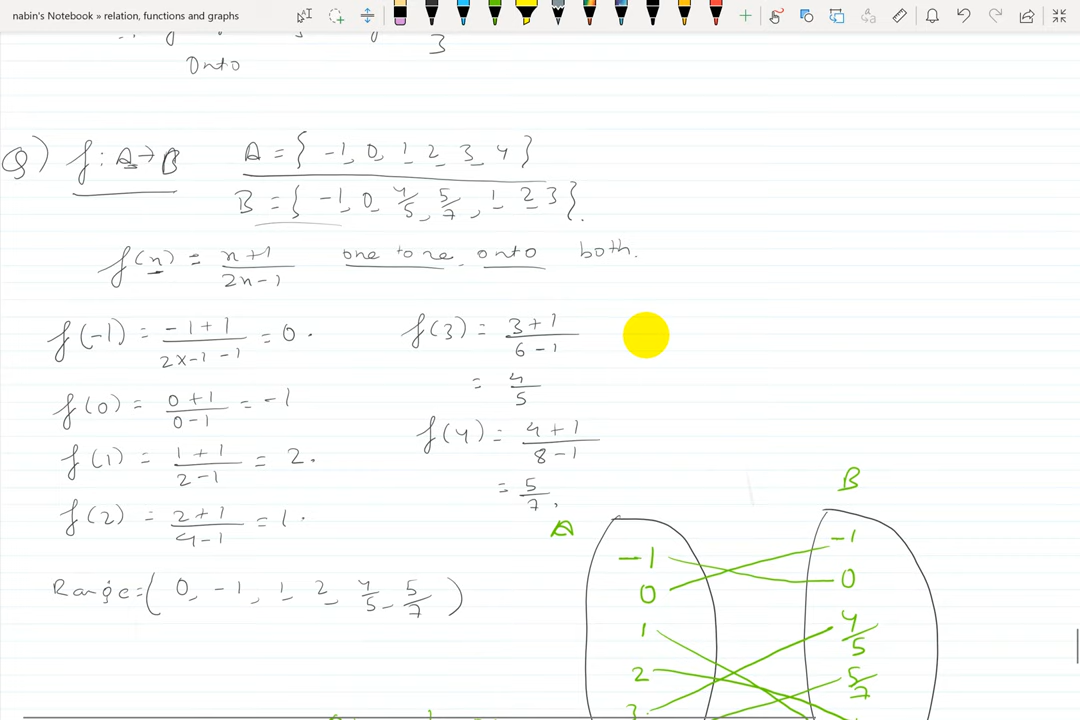 nabin's Notebook » relation, functions and graphs
3
Onto
Q) f : A → B A = { -1, 0, 1, 2, 3, 4 }
B = { -1, 0, 4/5, 5/7, 1, 2, 3 }.
f(n) = n+1/2n-1 one to one onto both.
f(-1) = -1+1/2x-1-1 = 0.
f(0) = 0+1/0-1 = -1
f(1) = 1+1/2-1 = 2.
f(2) = 2+1/4-1 = 1.
f(3) = 3+1/6-1
= 4/5
f(4) = 4+1/8-1
= 5/7,
Range = ( 0, -1, 1, 2, 4/5, 5/7 )
A
-1
0
1
2
3
B
-1
0
4/5
5/7